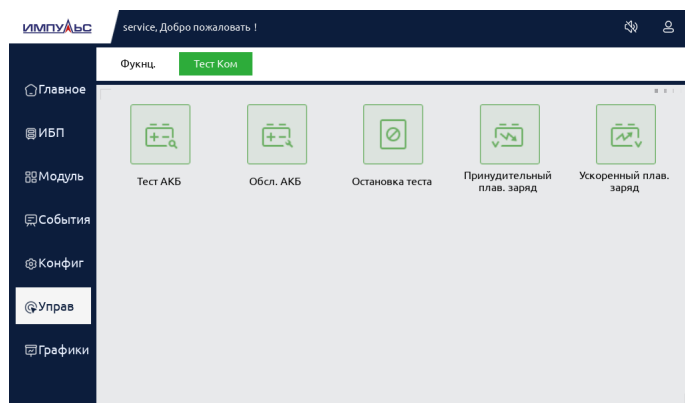 ИМПУЛЬС
service, Добро пожаловать !
Фукнц.
Тест Ком
Главное
ИБП
Модуль
События
Конфиг
Управ
Графики
Тест АКБ
Обсл. АКБ
Остановка теста
Принудительный
плав. заряд
Ускоренный плав.
заряд